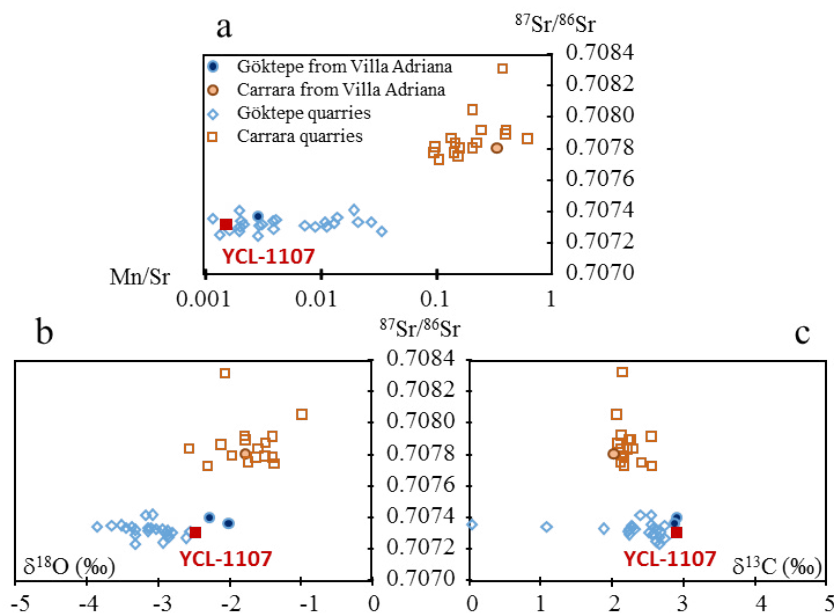 a
⁸⁷Sr/⁸⁶Sr
Göktepe from Villa Adriana
Carrara from Villa Adriana
Göktepe quarries
Carrara quarries
0.7084
0.7082
0.7080
0.7078
0.7074
0.7072
0.7070
YCL-1107
Mn/Sr
0.001
0.01
0.1
1
b
⁸⁷Sr/⁸⁶Sr
c
0.7084
0.7082
0.7080
0.7078
0.7076
0.7074
0.7072
0.7070
δ¹⁸O (‰)
YCL-1107
YCL-1107
δ¹³C (‰)
-5
-4
-3
-2
-1
0
0
1
2
3
4
5